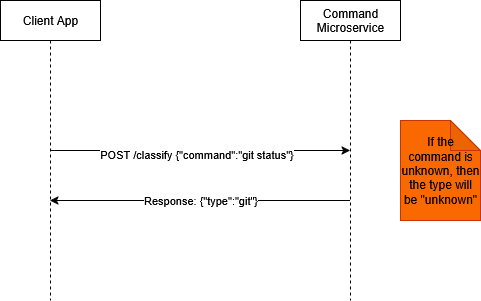 Client App
Command
Microservice
POST /classify {"command":"git status"}
Response: {"type":"git"}
If the
command is
unknown, then
the type will
be "unknown"